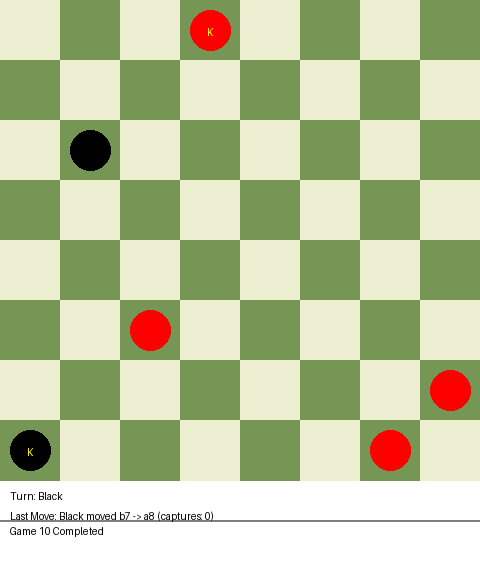 K
K
Turn: Black
Last Move: Black moved b7 -> a8 (captures: 0)
Game 10 Completed